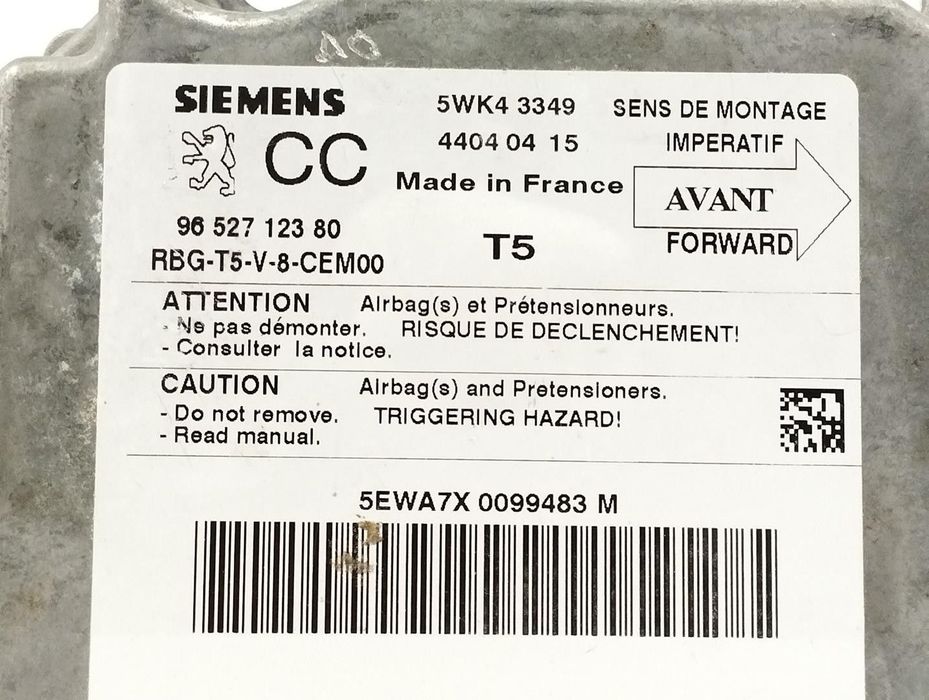 SIEMENS
CC
96 527 123 80
RBG-T5-V-8-CEM00
5WK4 3349
4404 04 15
Made in France
T5
SENS DE MONTAGE
IMPERATIF
AVANT
FORWARD
ATTENTION Airbag(s) et Prétensionneurs.
- Ne pas démonter. RISQUE DE DECLENCHEMENT!
- Consulter la notice.
CAUTION Airbag(s) and Pretensioners.
- Do not remove. TRIGGERING HAZARD!
- Read manual.
5EWA7X 0099483 M